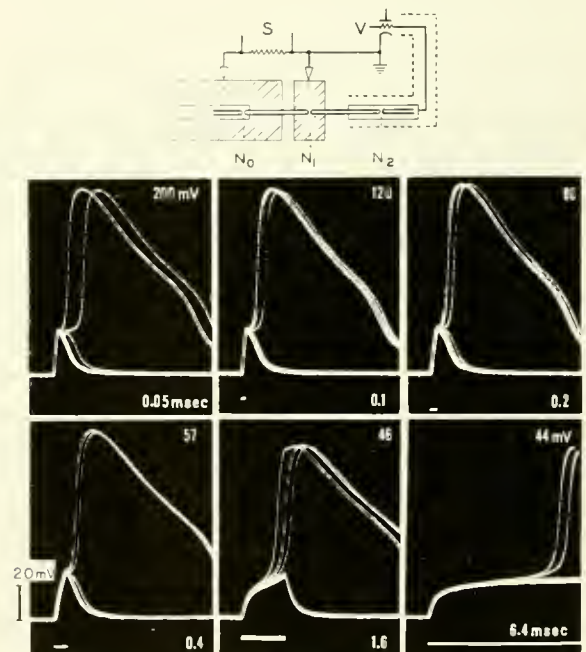 S V
N₀ N₁ N₂
200 mV 120 80
0.05 msec 0.1 0.2
57 46 44 mV
20 mV
0.4 1.6 6.4 msec